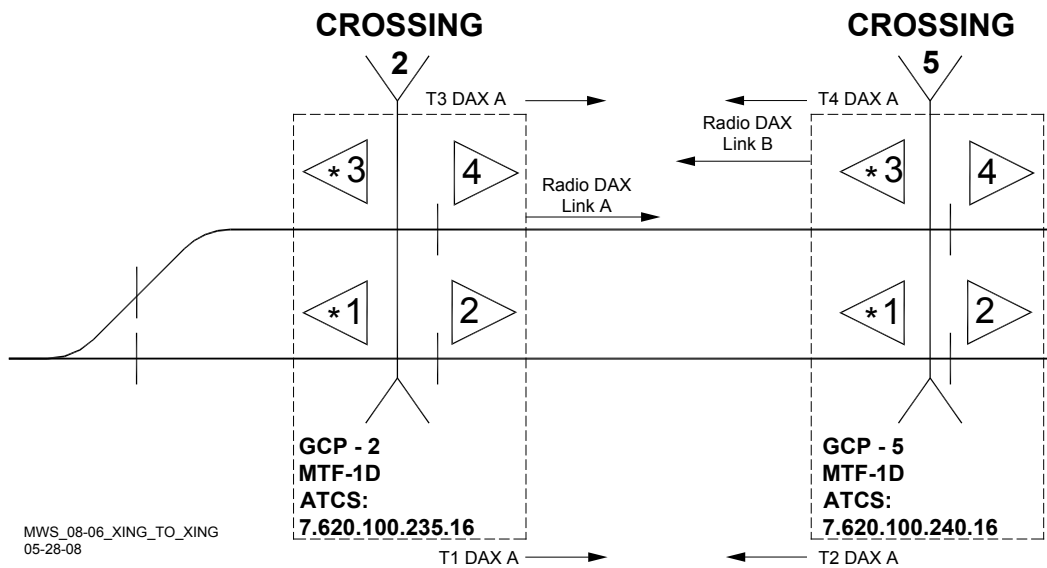 CROSSING
2
CROSSING
5
T3 DAX A
T4 DAX A
Radio DAX
Link B
Radio DAX
Link A
*3
4
*3
4
*1
2
*1
2
GCP - 2
MTF-1D
ATCS:
7.620.100.235.16
GCP - 5
MTF-1D
ATCS:
7.620.100.240.16
MWS_08-06_XING_TO_XING
05-28-08
T1 DAX A
T2 DAX A